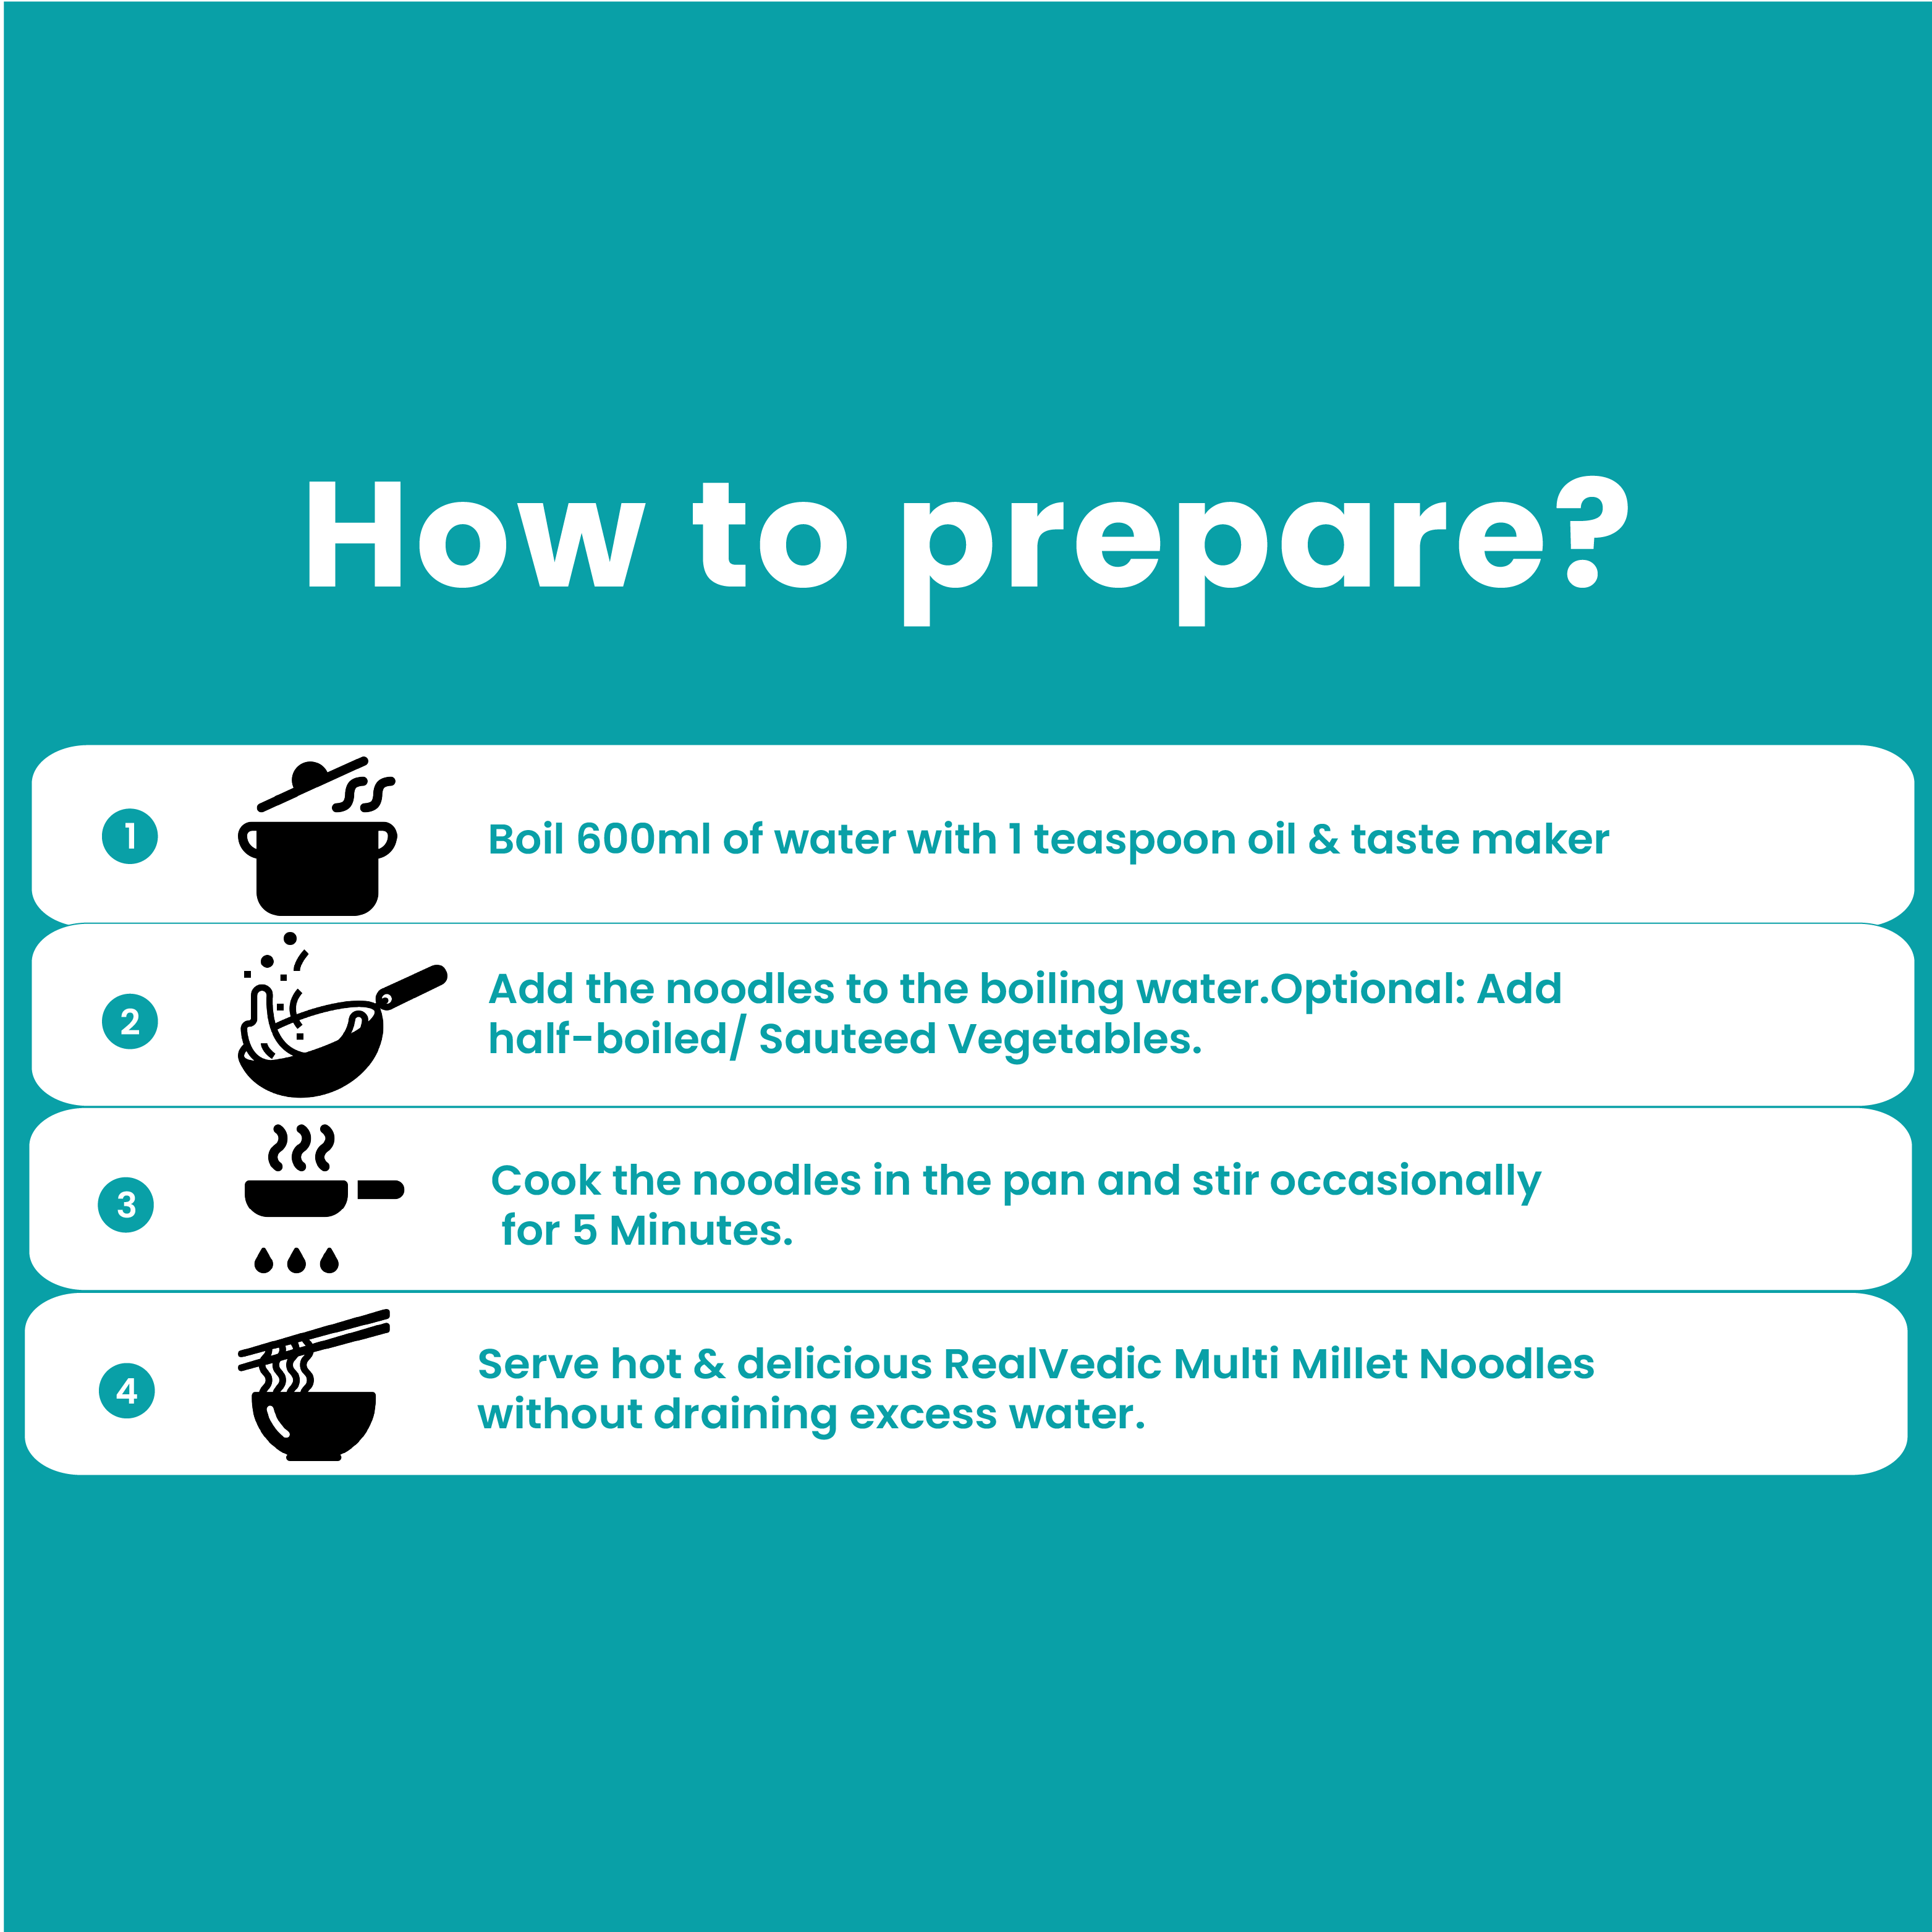 How to prepare?
1
Boil 600ml of water with 1 teaspoon oil & taste maker
2
Add the noodles to the boiling water.Optional: Add
half-boiled/ Sauteed Vegetables.
3
Cook the noodles in the pan and stir occasionally
for 5 Minutes.
4
Serve hot & delicious RealVedic Multi Millet Noodles
without draining excess water.